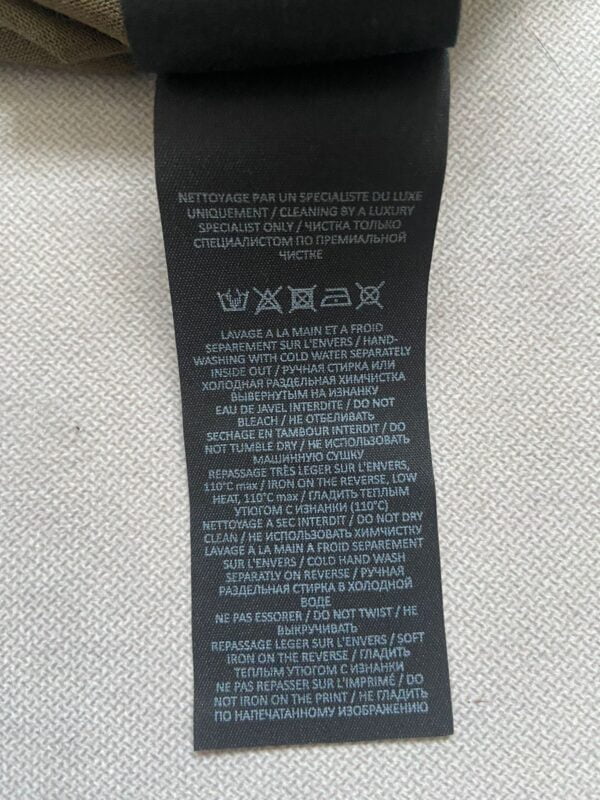 NETTOYAGE PAR UN SPECIALISTE DU LUXE
UNIQUEMENT / CLEANING BY A LUXURY
SPECIALIST ONLY / ЧИСТКА ТОЛЬКО
СПЕЦИАЛИСТОМ ПО ПРЕМИАЛЬНОЙ
ЧИСТКЕ
LAVAGE A LA MAIN ET A FROID
SEPAREMENT SUR L'ENVERS / HAND-
WASHING WITH COLD WATER SEPARATELY
INSIDE OUT / РУЧНАЯ СТИРКА ИЛИ
ХОЛОДНАЯ РАЗДЕЛЬНАЯ ХИМЧИСТКА
ВЫВЕРНУТЫМ НА ИЗНАНКУ
EAU DE JAVEL INTERDITE / DO NOT
BLEACH / НЕ ОТБЕЛИВАТЬ
SECHAGE EN TAMBOUR INTERDIT / DO
NOT TUMBLE DRY / НЕ ИСПОЛЬЗОВАТЬ
МАШИННУЮ СУШКУ
REPASSAGE TRÈS LEGER SUR L'ENVERS,
110°C max / IRON ON THE REVERSE, LOW
HEAT, 110°C max / ГЛАДИТЬ ТЕПЛЫМ
УТЮГОМ С ИЗНАНКИ (110°C)
NETTOYAGE A SEC INTERDIT / DO NOT DRY
CLEAN / НЕ ИСПОЛЬЗОВАТЬ ХИМЧИСТКУ
LAVAGE A LA MAIN A FROID SEPAREMENT
SUR L'ENVERS / COLD HAND WASH
SEPARATLY ON REVERSE / РУЧНАЯ
РАЗДЕЛЬНАЯ СТИРКА В ХОЛОДНОЙ
ВОДЕ
NE PAS ESSORER / DO NOT TWIST / НЕ
ВЫКРУЧИВАТЬ
REPASSAGE LEGER SUR L'ENVERS / SOFT
IRON ON THE REVERSE / ГЛАДИТЬ
ТЕПЛЫМ УТЮГОМ С ИЗНАНКИ
NE PAS REPASSER SUR L'IMPRIMÉ / DO
NOT IRON ON THE PRINT / НЕ ГЛАДИТЬ
ПО НАПЕЧАТАННОМУ ИЗОБРАЖЕНИЮ